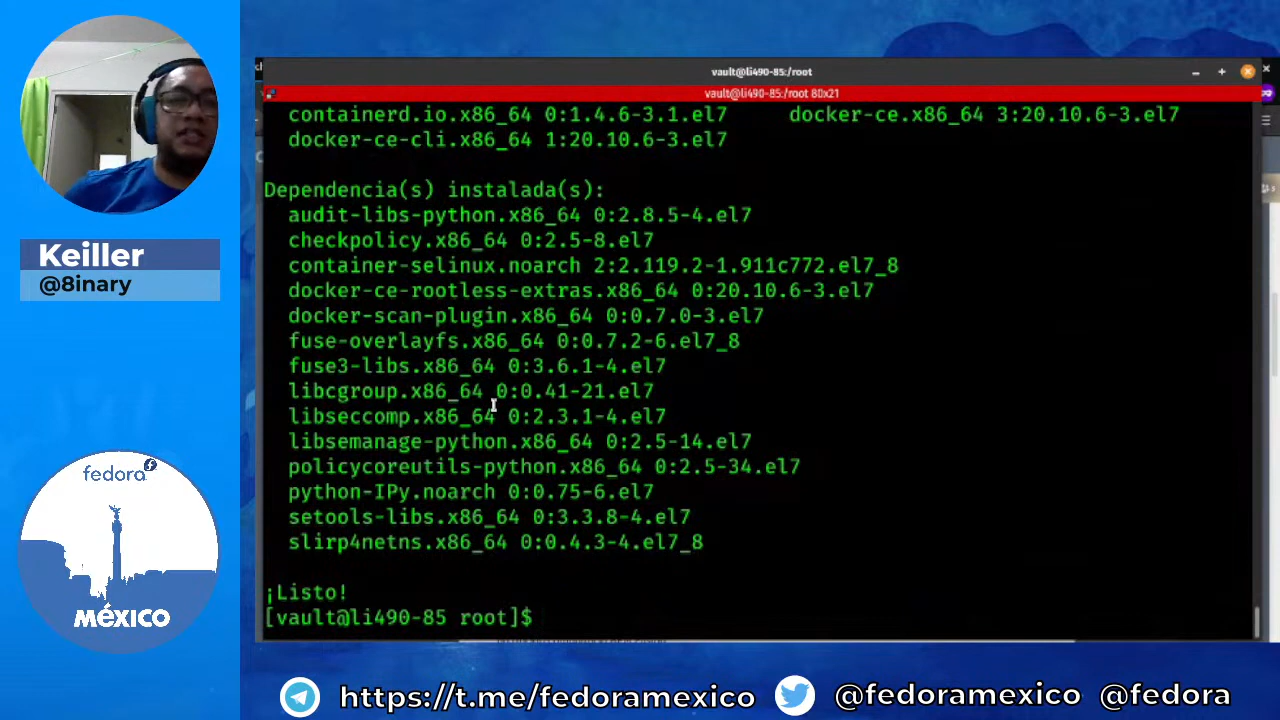 vault@li490-85:/root
vault@li490-85:/root 80x21
containerd.io.x86_64 0:1.4.6-3.1.el7 docker-ce.x86_64 3:20.10.6-3.el7
docker-ce-cli.x86_64 1:20.10.6-3.el7
Dependencia(s) instalada(s):
audit-libs-python.x86_64 0:2.8.5-4.el7
checkpolicy.x86_64 0:2.5-8.el7
container-selinux.noarch 2:2.119.2-1.911c772.el7_8
docker-ce-rootless-extras.x86_64 0:20.10.6-3.el7
docker-scan-plugin.x86_64 0:0.7.0-3.el7
fuse-overlayfs.x86_64 0:0.7.2-6.el7_8
fuse3-libs.x86_64 0:3.6.1-4.el7
libcgroup.x86_64 0:0.41-21.el7
libseccomp.x86_64 0:2.3.1-4.el7
libsemanage-python.x86_64 0:2.5-14.el7
policycoreutils-python.x86_64 0:2.5-34.el7
python-IPy.noarch 0:0.75-6.el7
setools-libs.x86_64 0:3.3.8-4.el7
slirp4netns.x86_64 0:0.4.3-4.el7_8
¡Listo!
[vault@li490-85 root]$
Keiller
@8inary
fedora
MÉXICO
https://t.me/fedoramexico @fedoramexico @fedora